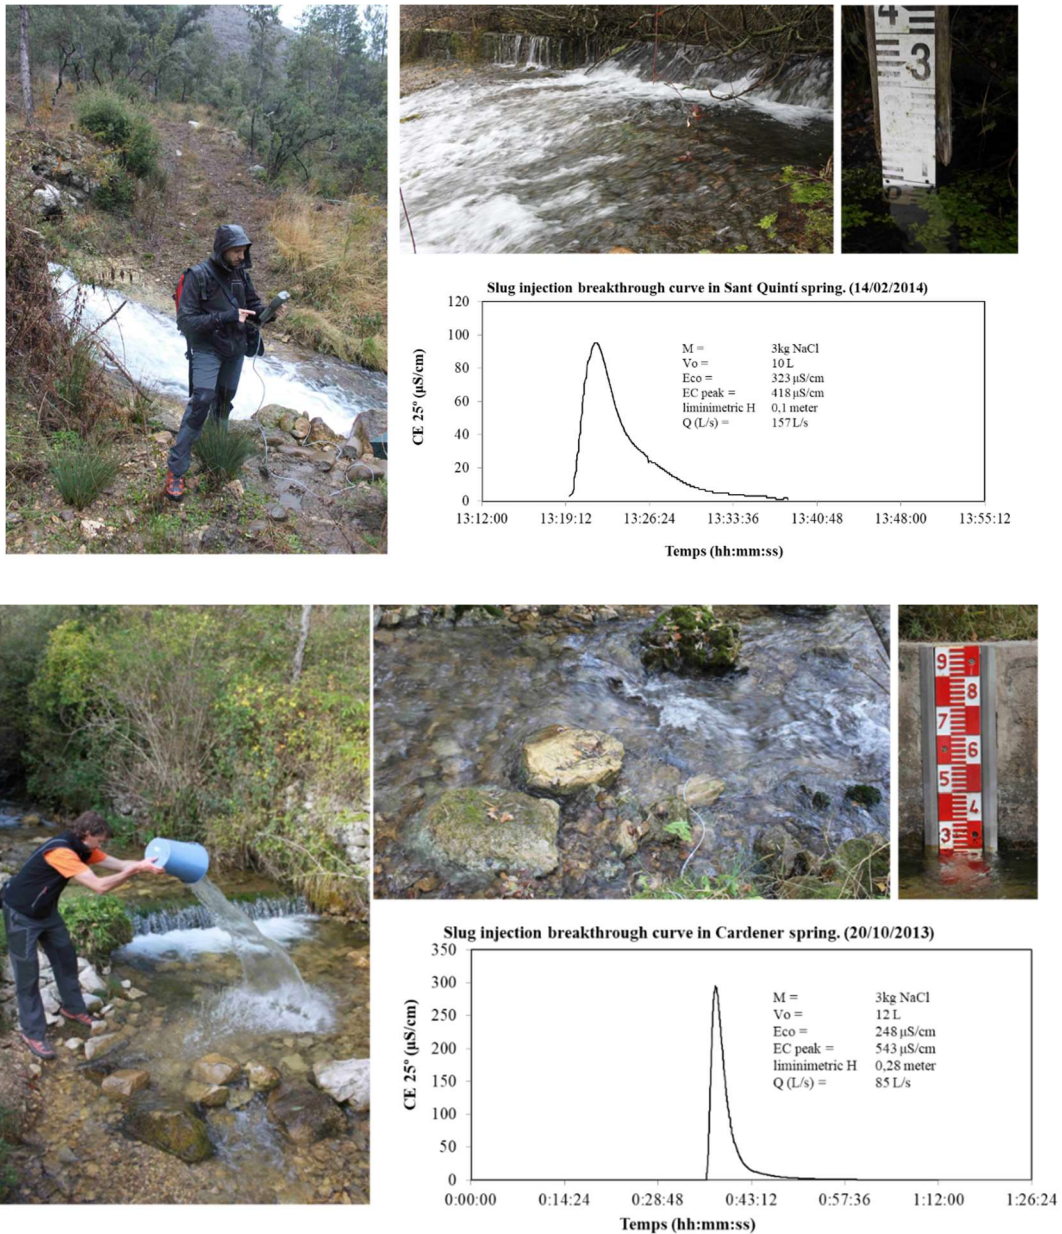 4
3
1
0
Slug injection breakthrough curve in Sant Quintí spring. (14/02/2014)
120
100
80
60
40
20
0
CE 25º (µS/cm)
M = 3kg NaCl
Vo = 10 L
Eco = 323 µS/cm
EC peak = 418 µS/cm
liminimetric H 0,1 meter
Q (L/s) = 157 L/s
13:12:00 13:19:12 13:26:24 13:33:36 13:40:48 13:48:00 13:55:12
Temps (hh:mm:ss)
9
8
7
6
5
4
3
Slug injection breakthrough curve in Cardener spring. (20/10/2013)
350
300
250
200
150
100
50
0
CE 25º (µS/cm)
M = 3kg NaCl
Vo = 12 L
Eco = 248 µS/cm
EC peak = 543 µS/cm
liminimetric H 0,28 meter
Q (L/s) = 85 L/s
0:00:00 0:14:24 0:28:48 0:43:12 0:57:36 1:12:00 1:26:24
Temps (hh:mm:ss)